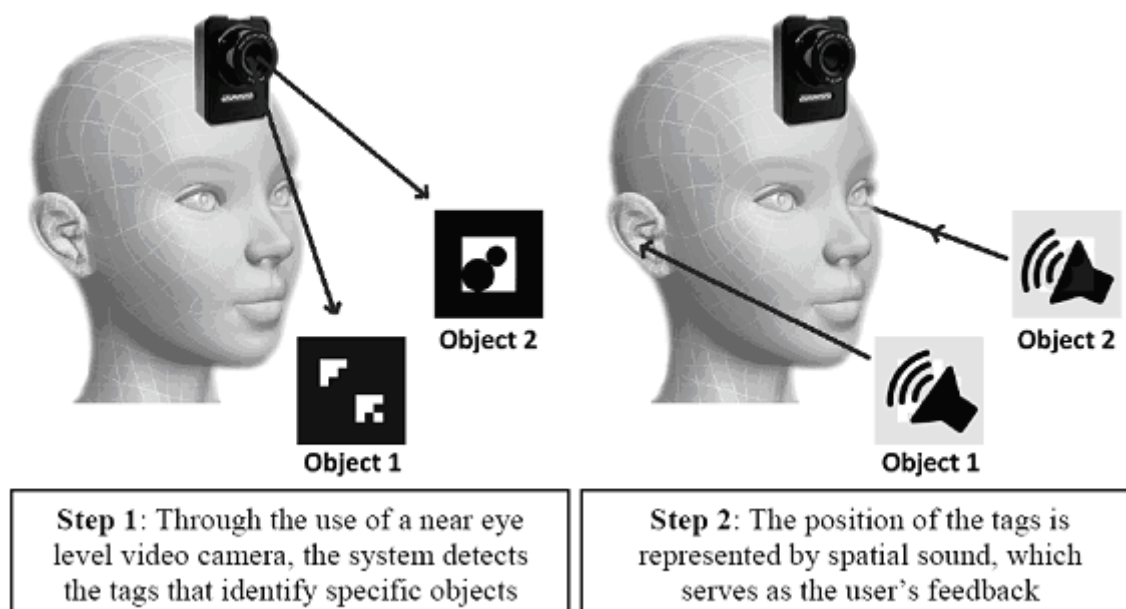 Object 2
Object 1
Object 2
Object 1
Step 1: Through the use of a near eye
level video camera, the system detects
the tags that identify specific objects
Step 2: The position of the tags is
represented by spatial sound, which
serves as the user's feedback